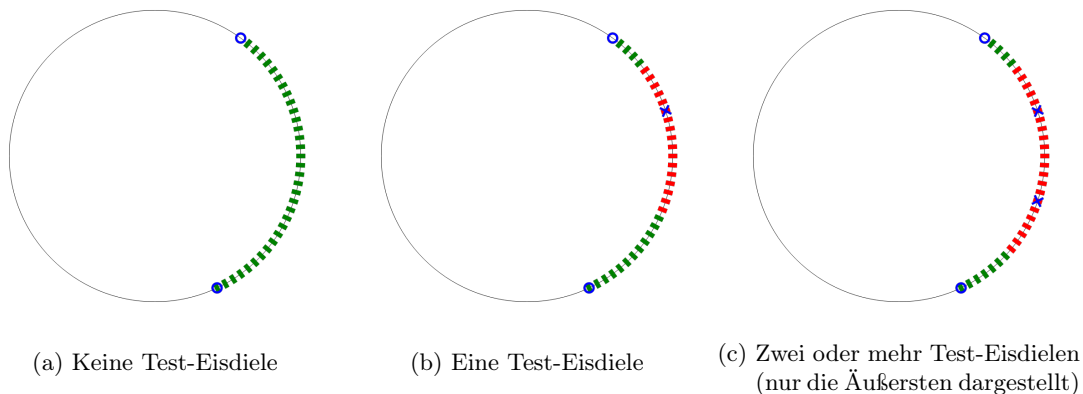 (a) Keine Test-Eisdiele
(b) Eine Test-Eisdiele
(c) Zwei oder mehr Test-Eisdielen
(nur die Äußersten dargestellt)